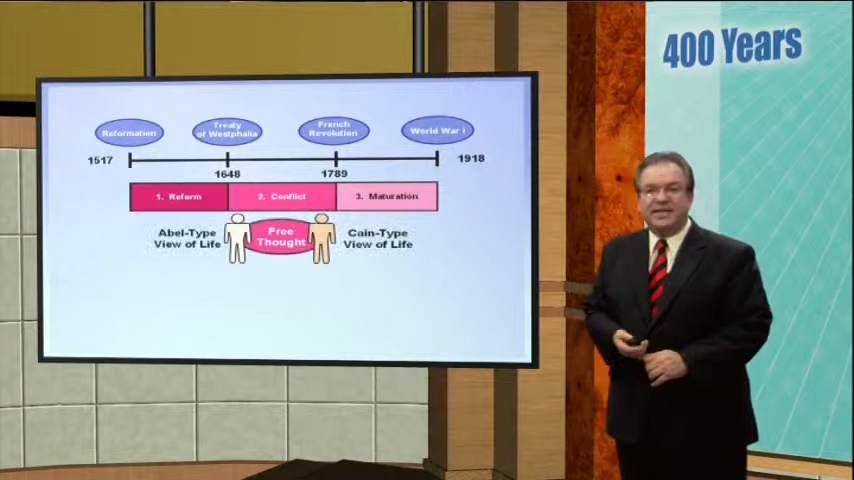 400 Years
Reformation
Treaty
of Westphalia
French
Revolution
World War I
1517
1918
1648
1789
1. Reform
2. Conflict
3. Maturation
Abel-Type
View of Life
Free
Thought
Cain-Type
View of Life